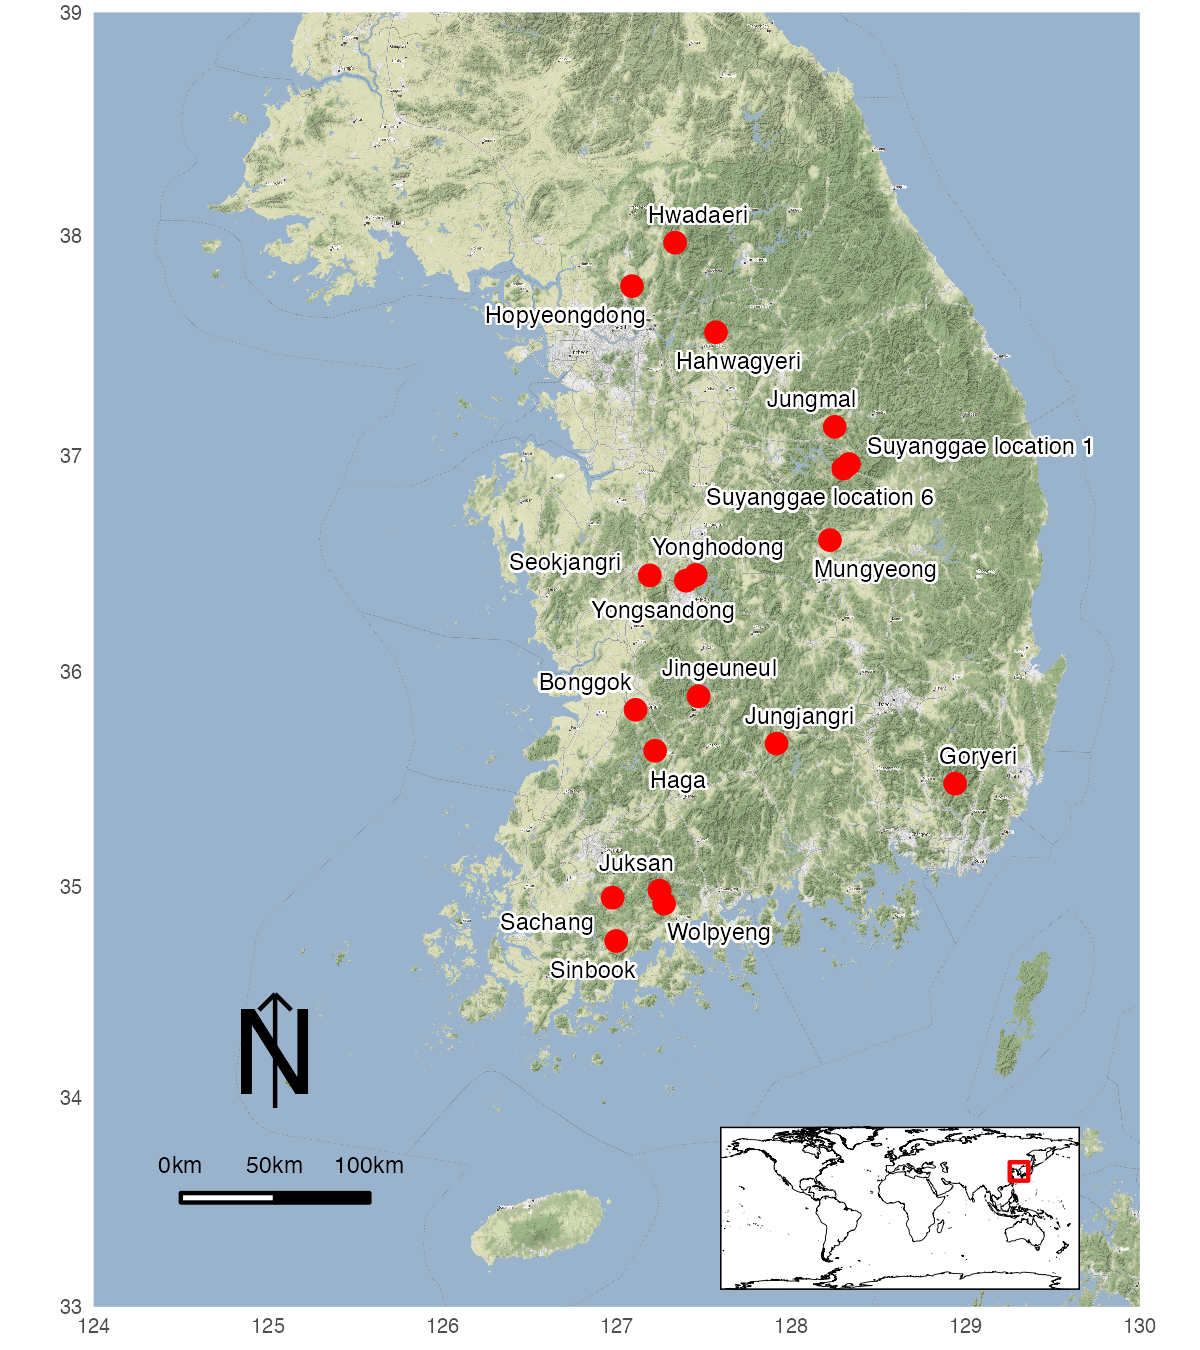 39
38
37
36
35
34
33
Hwadaeri
Hopyeongdong
Hahwagyeri
Jungmal
Suyanggae location 1
Suyanggae location 6
Mungyeong
Seokjangri
Yonghodong
Yongsandong
Jingeuneul
Bonggok
Jungjangri
Haga
Goryeri
Juksan
Sachang
Wolpyeng
Sinbook
N
0km 50km 100km
124 125 126 127 128 129 130